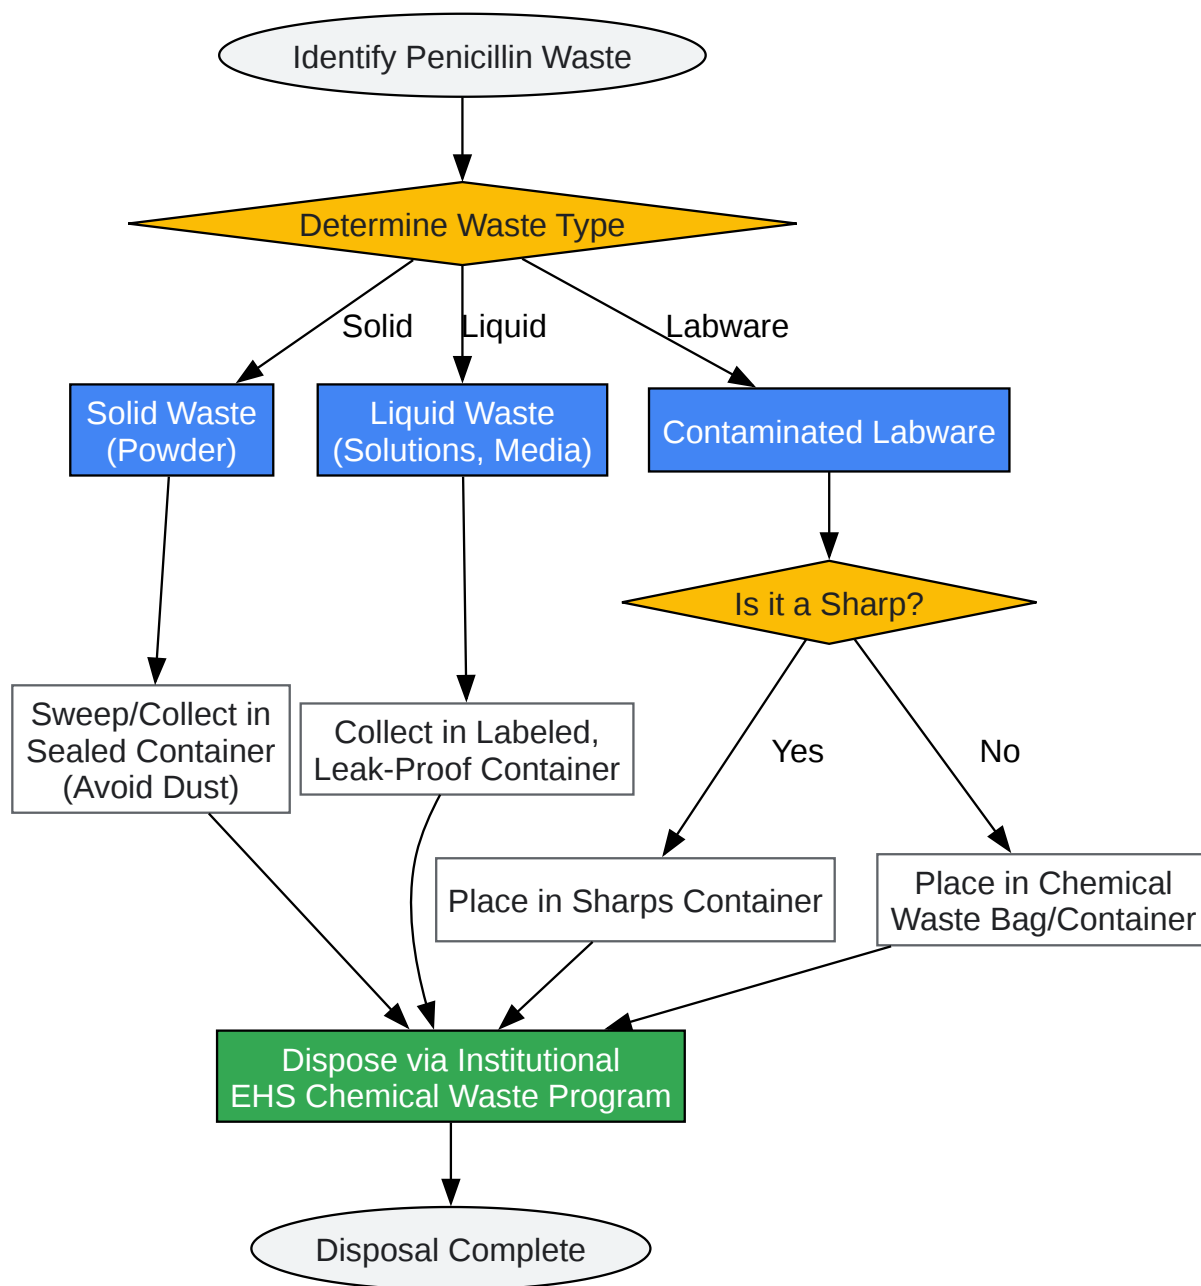 Identify Penicillin Waste
Determine Waste Type
Solid
Liquid
Labware
Solid Waste
(Powder)
Liquid Waste
(Solutions, Media)
Contaminated Labware
Is it a Sharp?
Sweep/Collect in
Sealed Container
(Avoid Dust)
Collect in Labeled,
Leak-Proof Container
Yes
No
Place in Sharps Container
Place in Chemical
Waste Bag/Container
Dispose via Institutional
EHS Chemical Waste Program
Disposal Complete